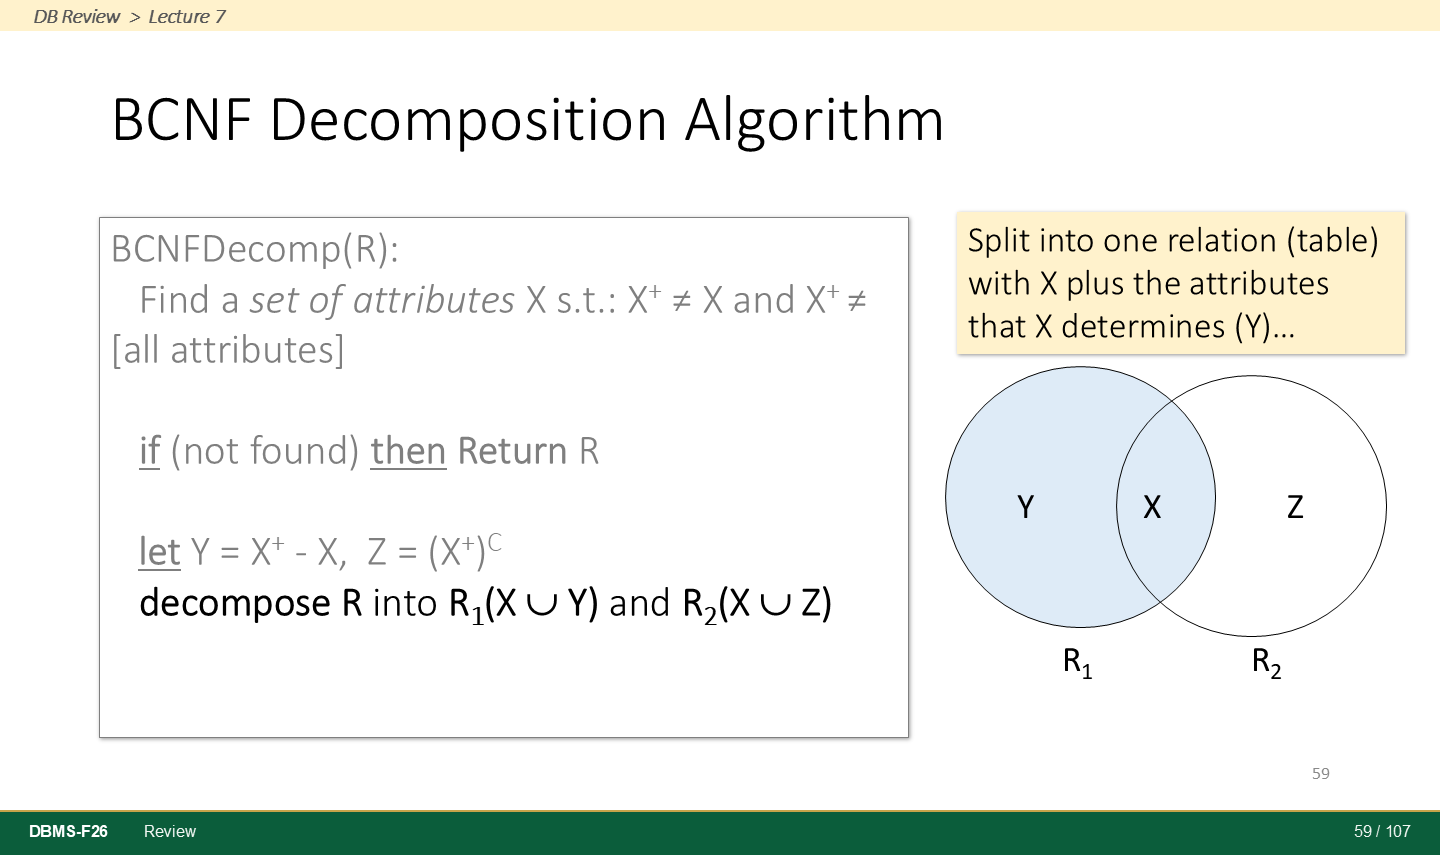 DB Review > Lecture 7
BCNF Decomposition Algorithm
BCNFDecomp(R):
Find a set of attributes X s.t.: X⁺ ≠ X and X⁺ ≠
[all attributes]
if (not found) then Return R
let Y = X⁺ - X, Z = (X⁺)ᶜ
decompose R into R₁(X ∪ Y) and R₂(X ∪ Z)
Split into one relation (table)
with X plus the attributes
that X determines (Y)...
Y X Z
R₁ R₂
59
DBMS-F26 Review 59 / 107